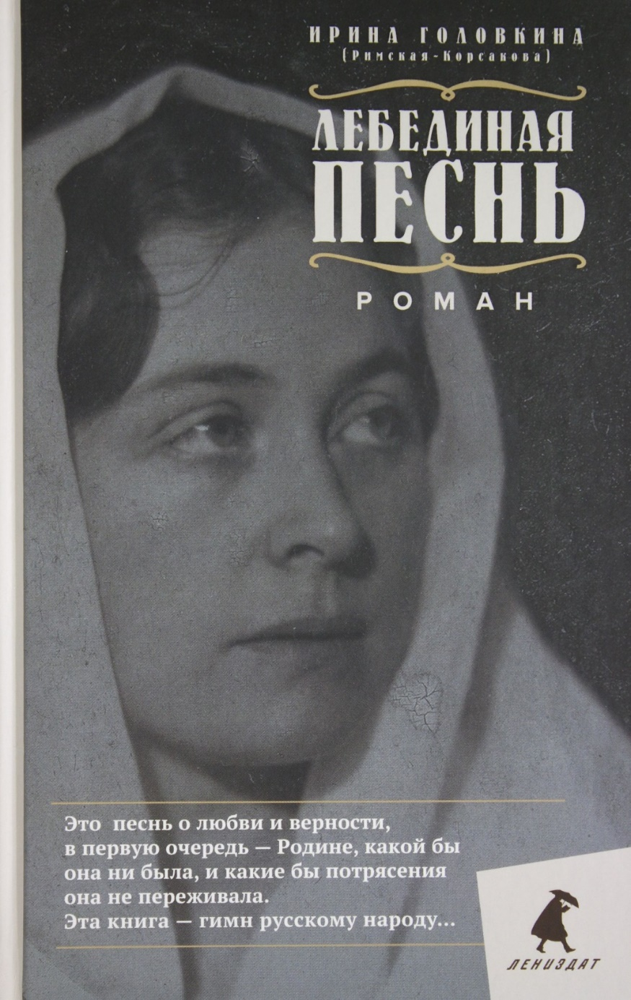 ИРИНА ГОЛОВКИНА
(Римская-Корсакова)
ЛЕБЕДИНАЯ
ПЕСНЬ
РОМАН
Это песнь о любви и верности,
в первую очередь — Родине, какой бы
она ни была, и какие бы потрясения
она не переживала.
Эта книга — гимн русскому народу...
ЛЕНИЗДАТ